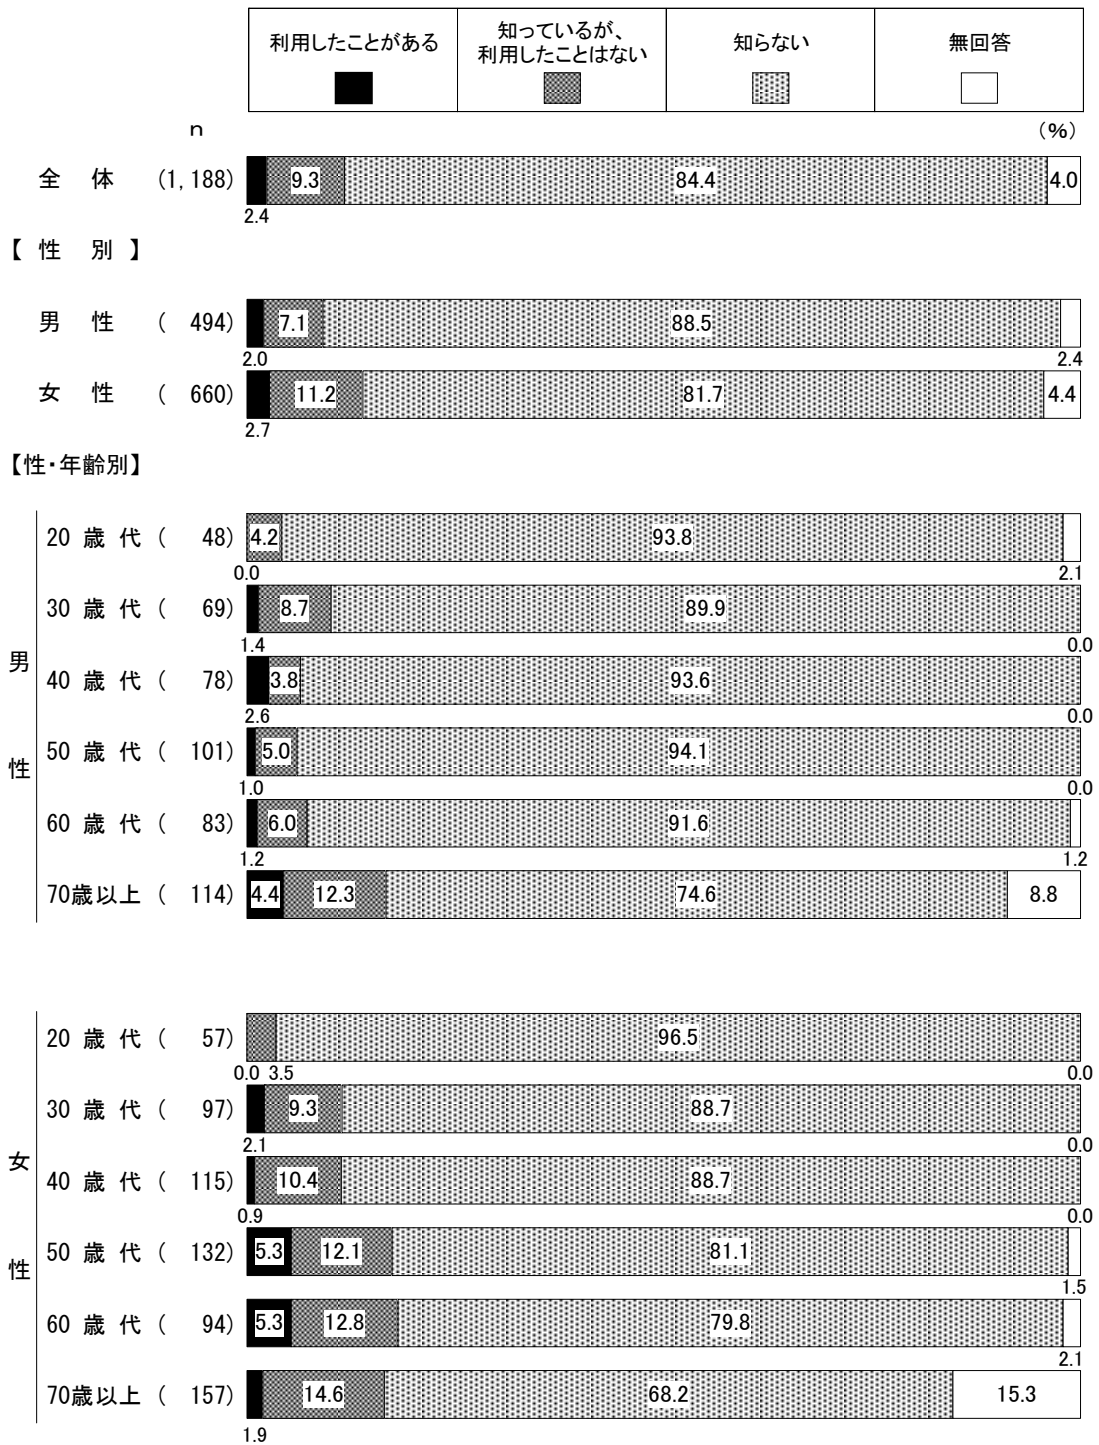 利用したことがある
知っているが、
利用したことはない
知らない
無回答
n
(%)
全 体 (1,188) 9.3 84.4 4.0
2.4
【 性 別 】
男 性 ( 494) 7.1 88.5
2.0 2.4
女 性 ( 660) 11.2 81.7 4.4
2.7
【性・年齢別】
男性
20 歳 代 ( 48) 4.2 93.8
0.0 2.1
30 歳 代 ( 69) 8.7 89.9
1.4 0.0
40 歳 代 ( 78) 3.8 93.6
2.6 0.0
50 歳 代 ( 101) 5.0 94.1
1.0 0.0
60 歳 代 ( 83) 6.0 91.6
1.2 1.2
70歳以上 ( 114) 4.4 12.3 74.6 8.8
女性
20 歳 代 ( 57) 96.5
0.0 3.5 0.0
30 歳 代 ( 97) 9.3 88.7
2.1 0.0
40 歳 代 ( 115) 10.4 88.7
0.9 0.0
50 歳 代 ( 132) 5.3 12.1 81.1
1.5
60 歳 代 ( 94) 5.3 12.8 79.8
2.1
70歳以上 ( 157) 14.6 68.2 15.3
1.9